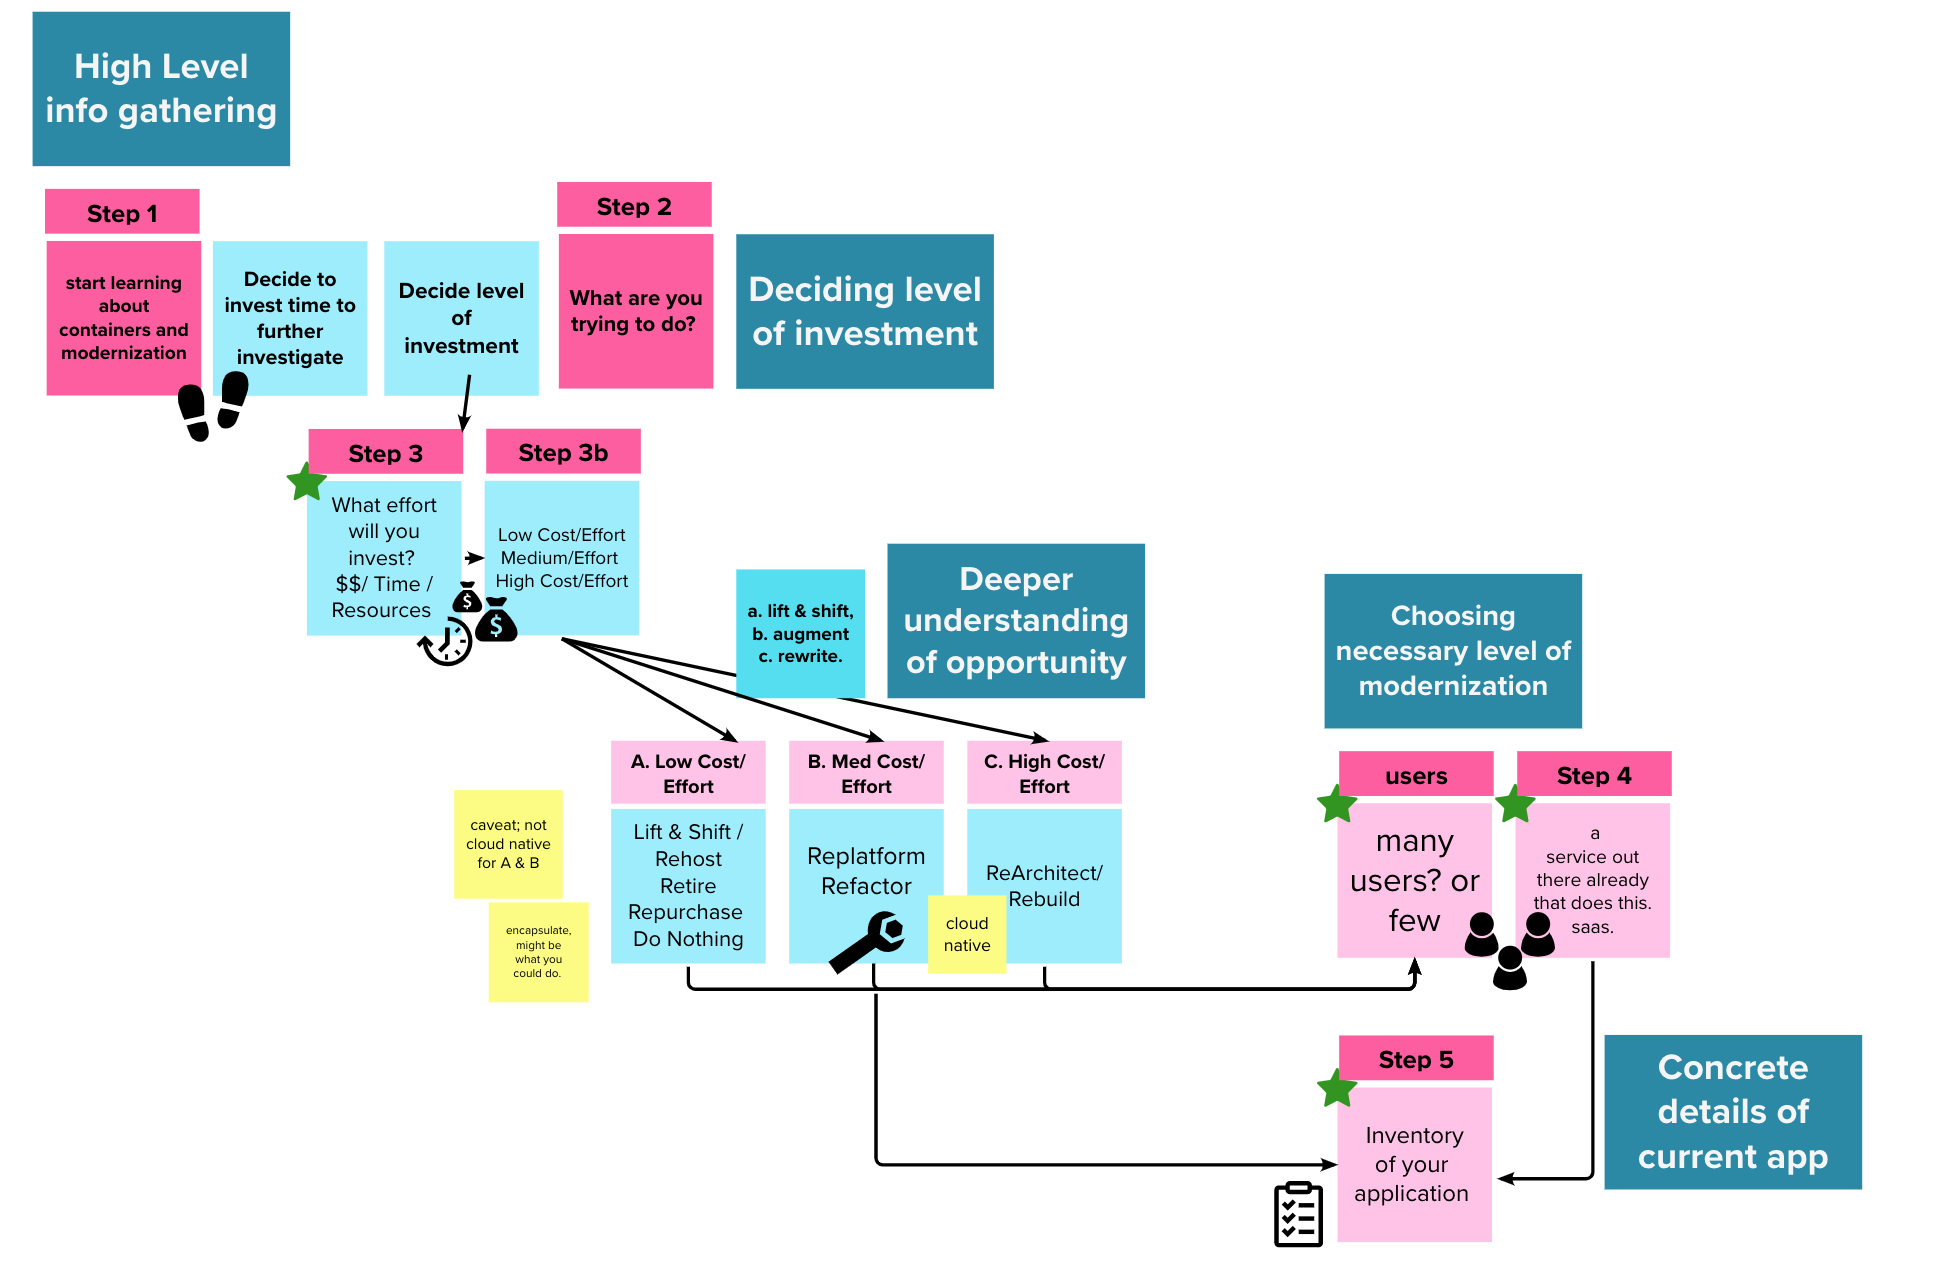 High Level
info gathering
Step 1
start learning
about
containers and
modernization
Decide to
invest time to
further
investigate
Decide level
of
investment
Step 2
What are you
trying to do?
Deciding level
of investment
Step 3
What effort
will you
invest?
$$/ Time /
Resources
$
$
Step 3b
Low Cost/Effort
Medium/Effort
High Cost/Effort
a. lift & shift,
b. augment
c. rewrite.
Deeper
understanding
of opportunity
A. Low Cost/
Effort
Lift & Shift /
Rehost
Retire
Repurchase
Do Nothing
B. Med Cost/
Effort
Replatform
Refactor
C. High Cost/
Effort
ReArchitect/
Rebuild
cloud
native
caveat; not
cloud native
for A & B
encapsulate,
might be
what you
could do.
Choosing
necessary level of
modernization
users
many
users? or
few
Step 4
a
service out
there already
that does this.
saas.
Step 5
Inventory
of your
application
Concrete
details of
current app